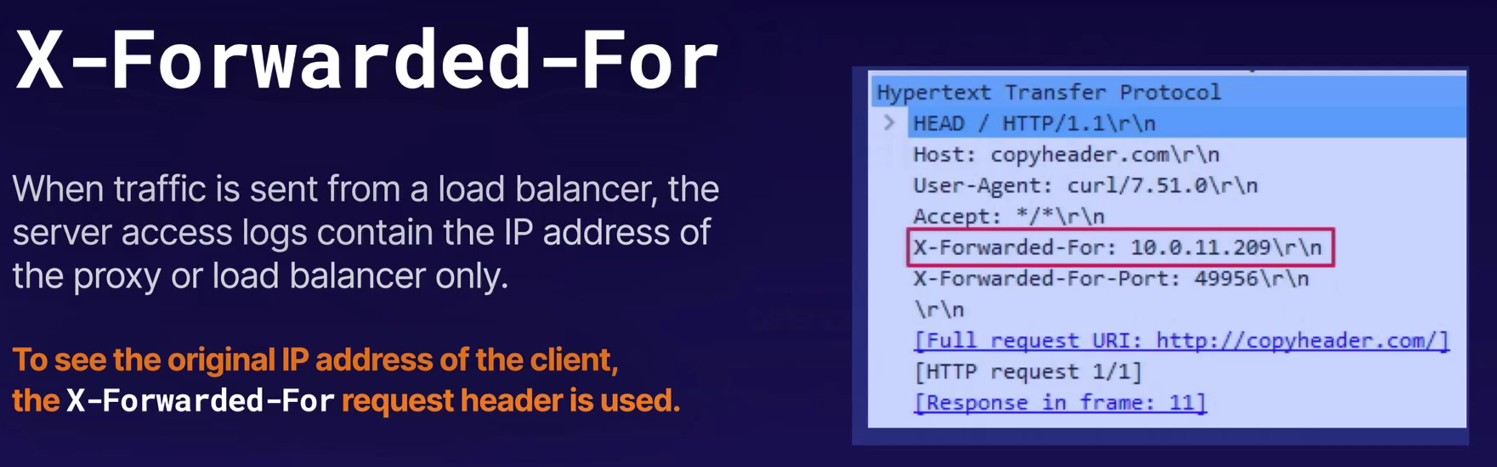 X-Forwarded-For
When traffic is sent from a load balancer, the
server access logs contain the IP address of
the proxy or load balancer only.
To see the original IP address of the client,
the X-Forwarded-For request header is used.
Hypertext Transfer Protocol
HEAD / HTTP/1.1\r\n
Host: copyheader.com\r\n
User-Agent: curl/7.51.0\r\n
Accept: */*\r\n
X-Forwarded-For: 10.0.11.209\r\n
X-Forwarded-For-Port: 49956\r\n
\r\n
[Full request URI: http://copyheader.com/]
[HTTP request 1/1]
[Response in frame: 11]